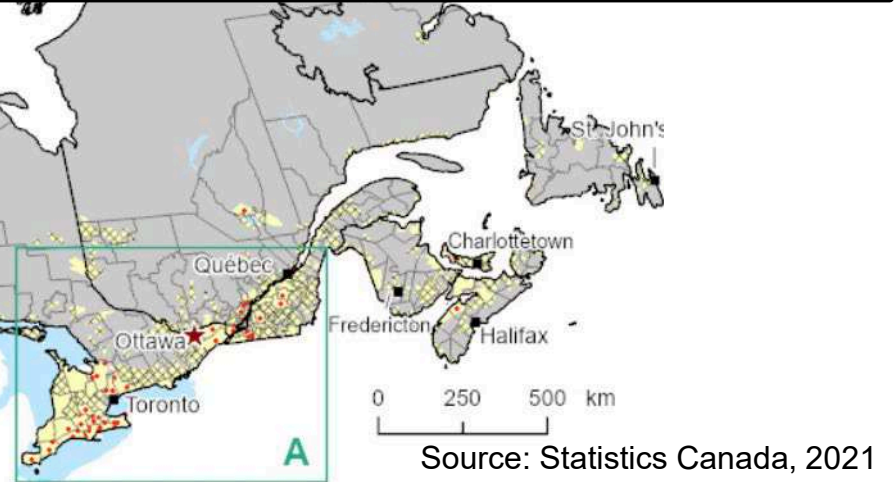 St. John's
Charlottetown
Québec
Fredericton
Halifax
Ottawa
Toronto
0 250 500 km
A
Source: Statistics Canada, 2021